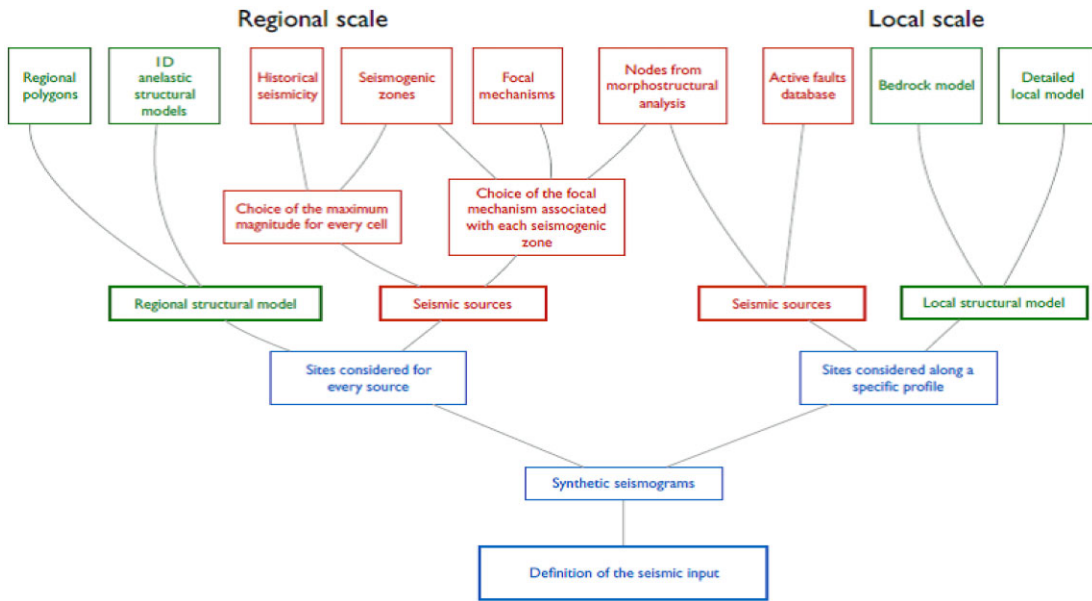 Regional scale
Local scale
Regional
polygons
1D
anelastic
structural
models
Historical
seismicity
Seismogenic
zones
Focal
mechanisms
Nodes from
morphostructural
analysis
Active faults
database
Bedrock model
Detailed
local model
Choice of the maximum
magnitude for every cell
Choice of the focal
mechanism associated
with each seismogenic
zone
Regional structural model
Seismic sources
Seismic sources
Local structural model
Sites considered for
every source
Sites considered along a
specific profile
Synthetic seismograms
Definition of the seismic input